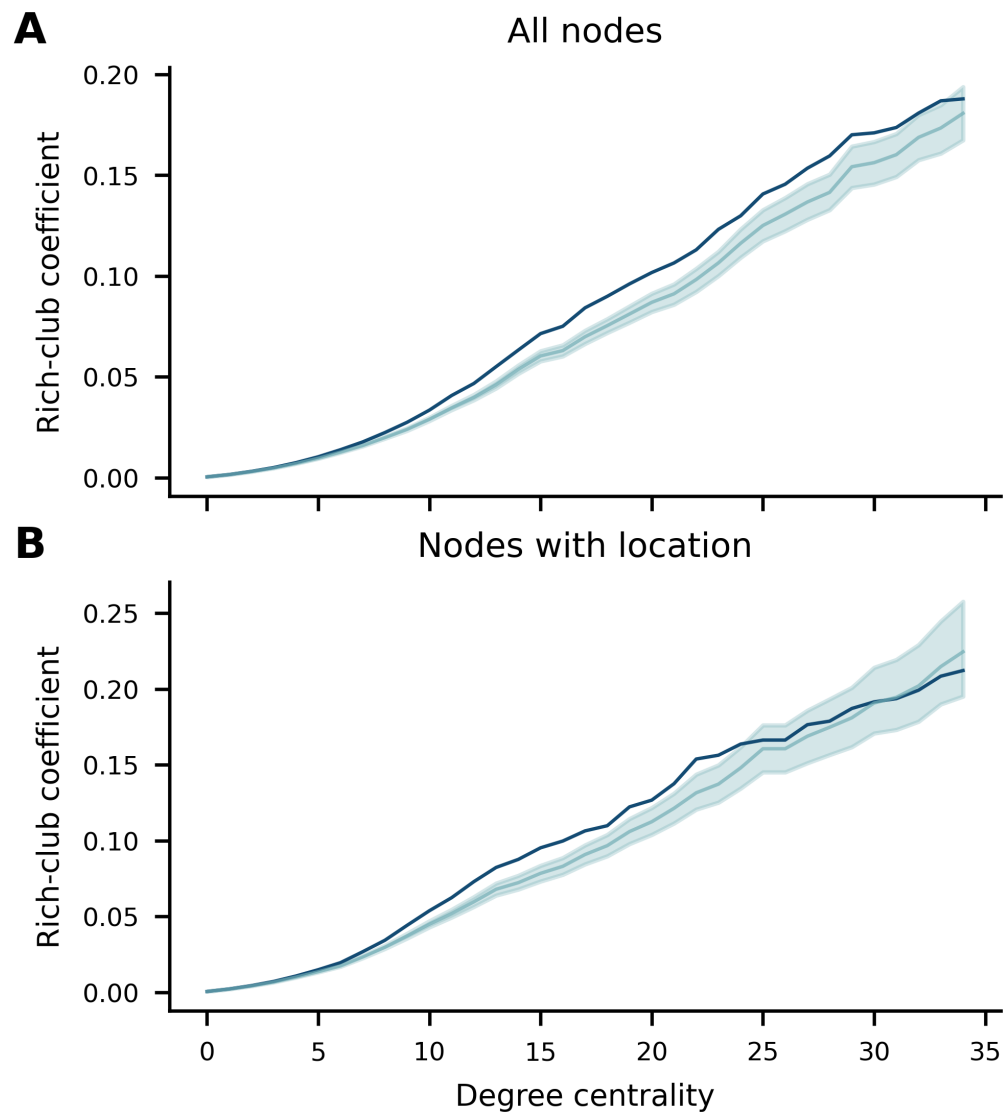 A
All nodes
0.20
0.15
0.10
0.05
0.00
Rich-club coefficient
B
Nodes with location
0.25
0.20
0.15
0.10
0.05
0.00
Rich-club coefficient
0 5 10 15 20 25 30 35
Degree centrality